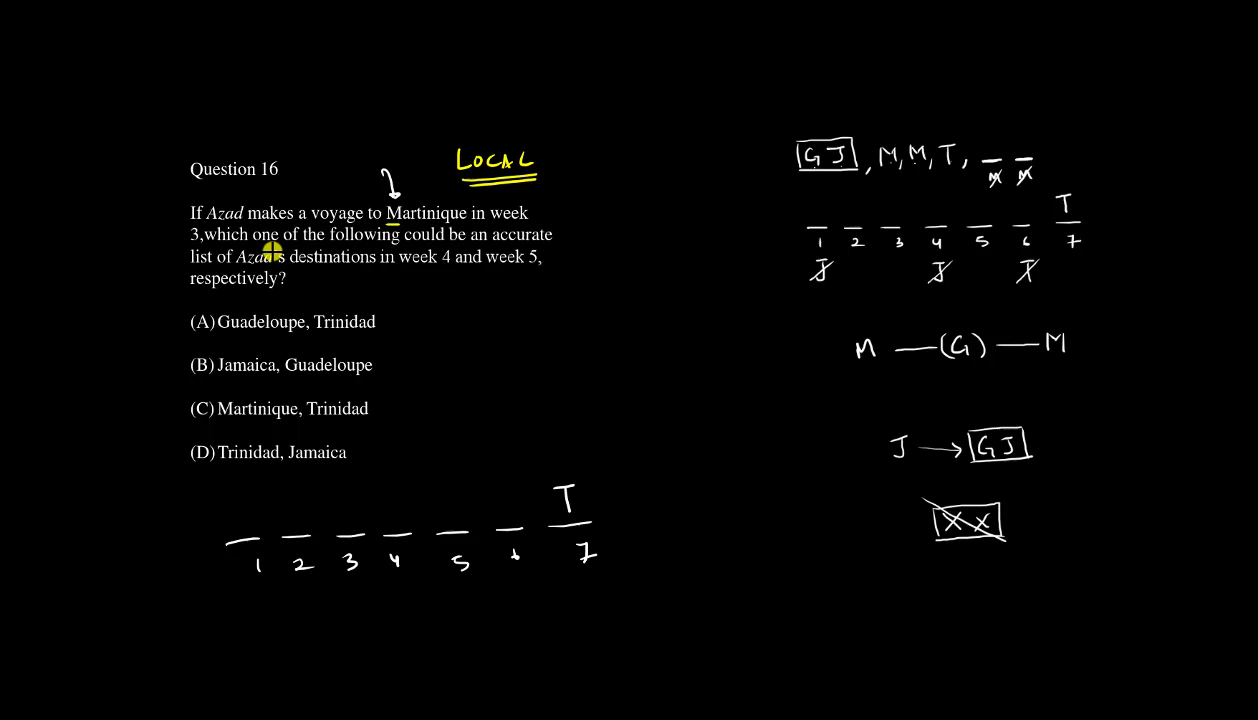 Question 16
LOCAL
If Azad makes a voyage to Martinique in week
3,which one of the following could be an accurate
list of Azad's destinations in week 4 and week 5,
respectively?
(A) Guadeloupe, Trinidad
(B) Jamaica, Guadeloupe
(C) Martinique, Trinidad
(D) Trinidad, Jamaica
T
1 2 3 4 5 6 7
GJ, M, M, T, _ _
M M
T
1 2 3 4 5 6 7
J J T
M — (G) — M
J → GJ
X X